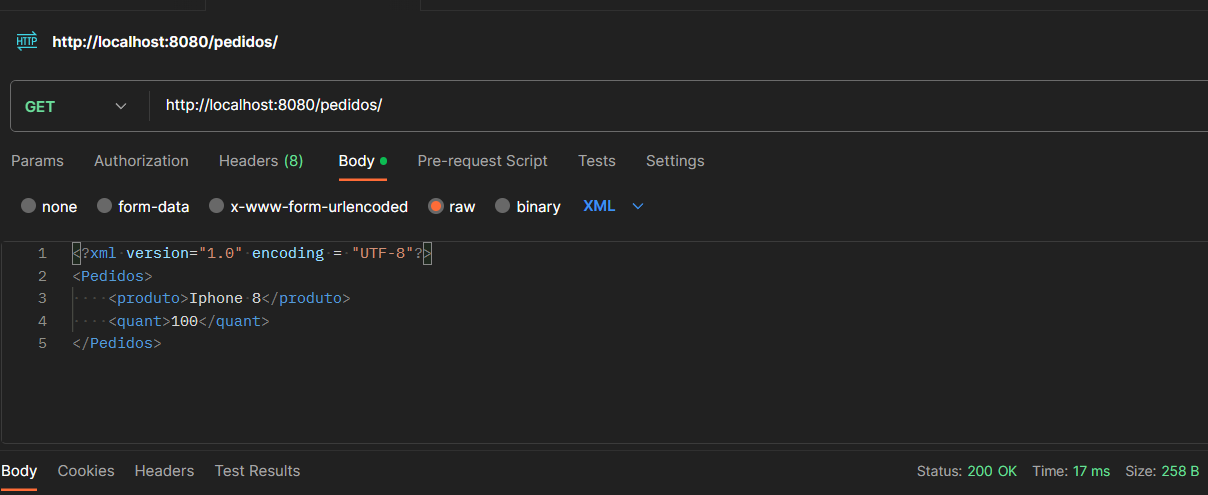 HTTP http://localhost:8080/pedidos/
GET http://localhost:8080/pedidos/
Params Authorization Headers (8) Body Pre-request Script Tests Settings
none form-data x-www-form-urlencoded raw binary XML
1 <?xml version="1.0" encoding = "UTF-8"?>
2 <Pedidos>
3 <produto>Iphone 8</produto>
4 <quant>100</quant>
5 </Pedidos>
Body Cookies Headers Test Results Status: 200 OK Time: 17 ms Size: 258 B